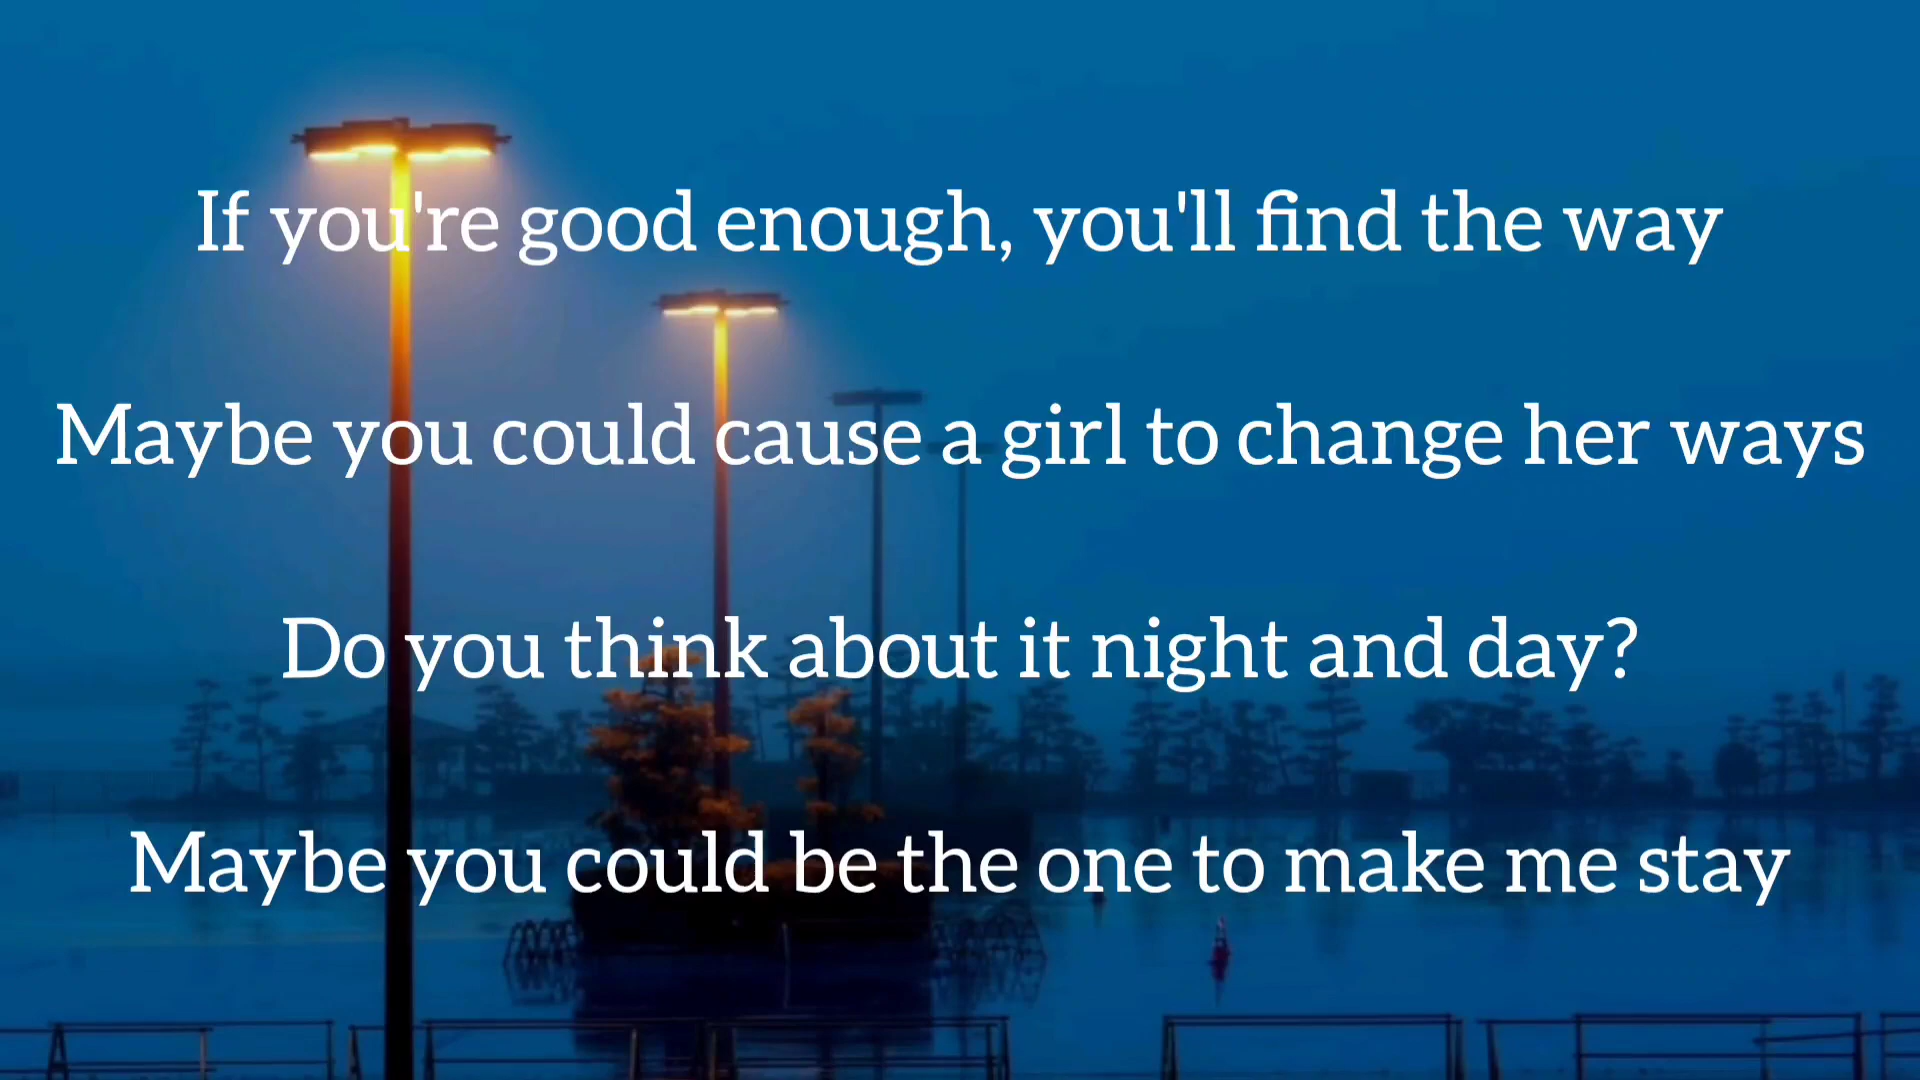 If you're good enough, you'll find the way
Maybe you could cause a girl to change her ways
Do you think about it night and day?
Maybe you could be the one to make me stay